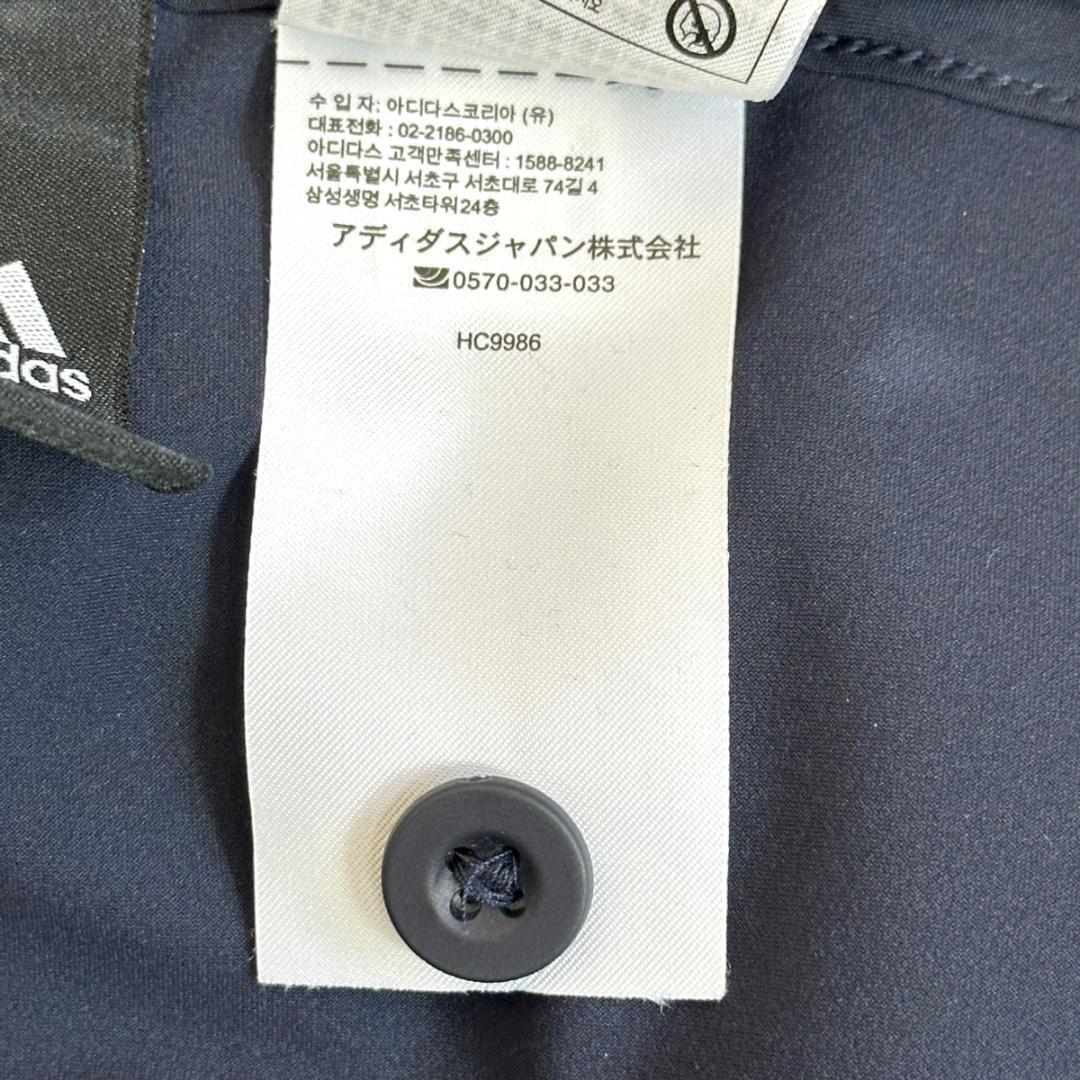 수 입 자: 아디다스코리아 (유)
대표전화 : 02-2186-0300
아디다스 고객만족센터 : 1588-8241
서울특별시 서초구 서초대로 74길 4
삼성생명 서초타워24층
アディダスジャパン株式会社
0570-033-033
HC9986
das